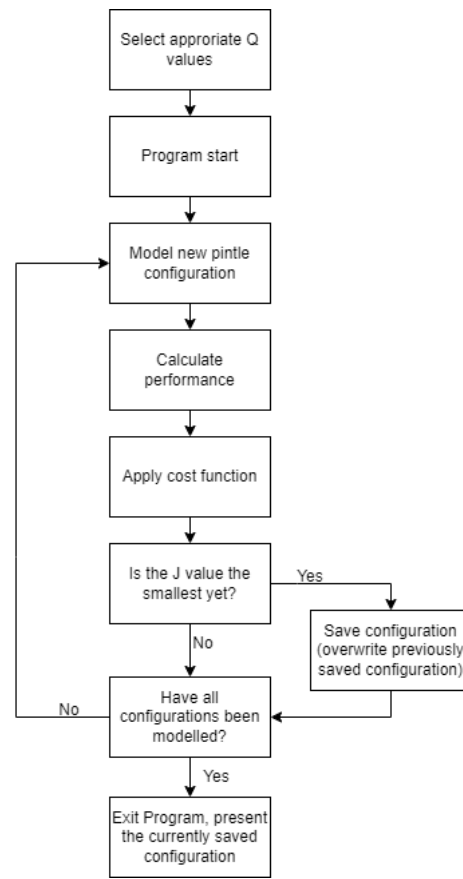 Select approriate Q
values
Program start
Model new pintle
configuration
Calculate
performance
Apply cost function
Is the J value the
smallest yet?
Yes
Save configuration
(overwrite previously
saved configuration)
No
Have all
configurations been
modelled?
No
Yes
Exit Program, present
the currently saved
configuration